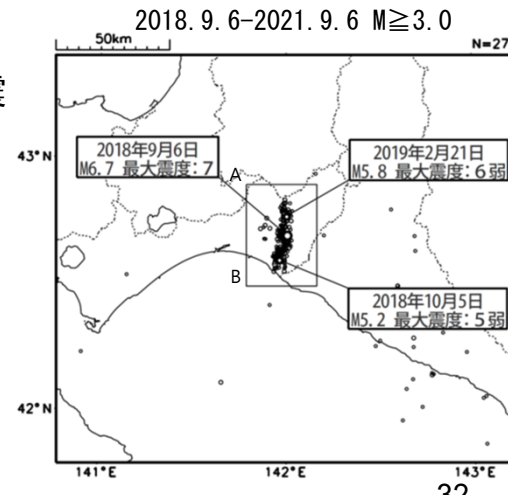 2018.9.6-2021.9.6 M≧3.0
50km
N=27
43°N
2018年9月6日
M6.7 最大震度：7
A
2019年2月21日
M5.8 最大震度：6弱
B
2018年10月5日
M5.2 最大震度：5弱
42°N
141°E
142°E
143°E